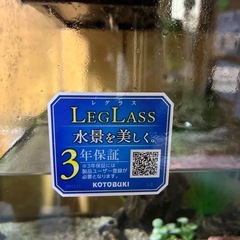 レグラス
LEGLASS
水景を美しく。
3年保証
※3年保証には
製品ユーザー登録が
必要となります。
KOTOBUKI